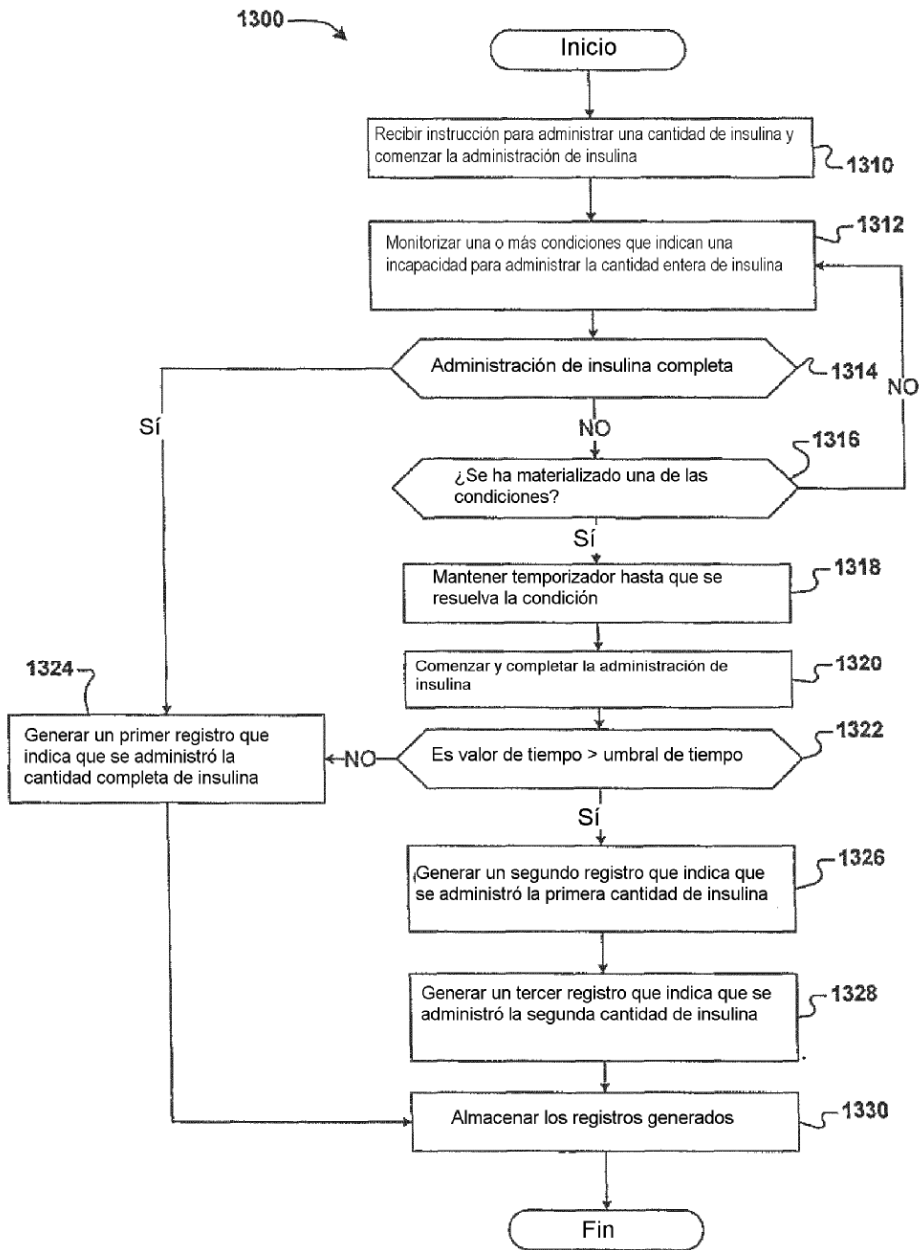 1300
Inicio
Recibir instrucción para administrar una cantidad de insulina y
comenzar la administración de insulina
1310
1312
Monitorizar una o más condiciones que indican una
incapacidad para administrar la cantidad entera de insulina
Administración de insulina completa
1314
NO
Sí
NO
1316
¿Se ha materializado una de las
condiciones?
Sí
Mantener temporizador hasta que se
resuelva la condición
1318
Comenzar y completar la administración de
insulina
1320
1324
Generar un primer registro que
indica que se administró la
cantidad completa de insulina
NO
Es valor de tiempo > umbral de tiempo
1322
Sí
Generar un segundo registro que indica que
se administró la primera cantidad de insulina
1326
Generar un tercer registro que indica que se
administró la segunda cantidad de insulina
1328
Almacenar los registros generados
1330
Fin